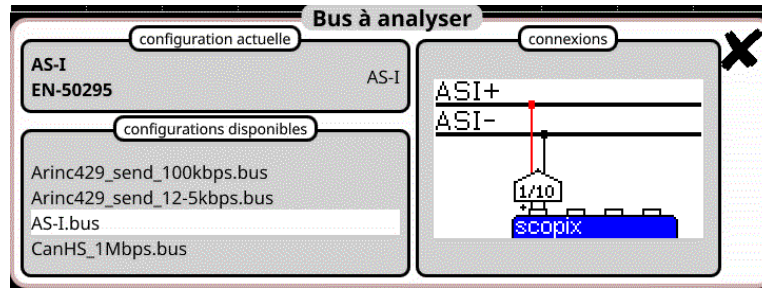 Bus à analyser
configuration actuelle
AS-I
EN-50295
AS-I
configurations disponibles
Arinc429_send_100kbps.bus
Arinc429_send_12-5kbps.bus
AS-I.bus
CanHS_1Mbps.bus
connexions
ASI+
ASI-
1/10
+
scopix